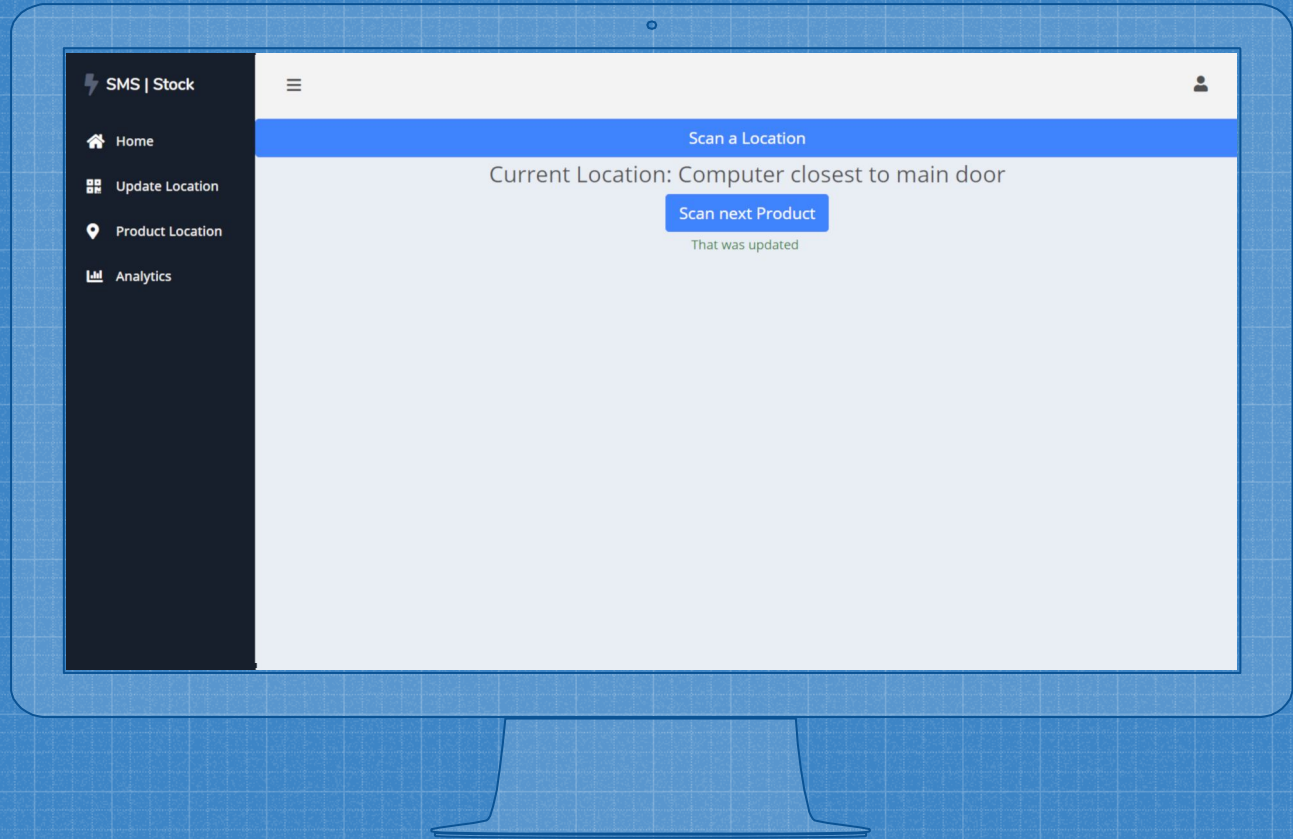 SMS | Stock
Home
Update Location
Product Location
Analytics
Scan a Location
Current Location: Computer closest to main door
Scan next Product
That was updated